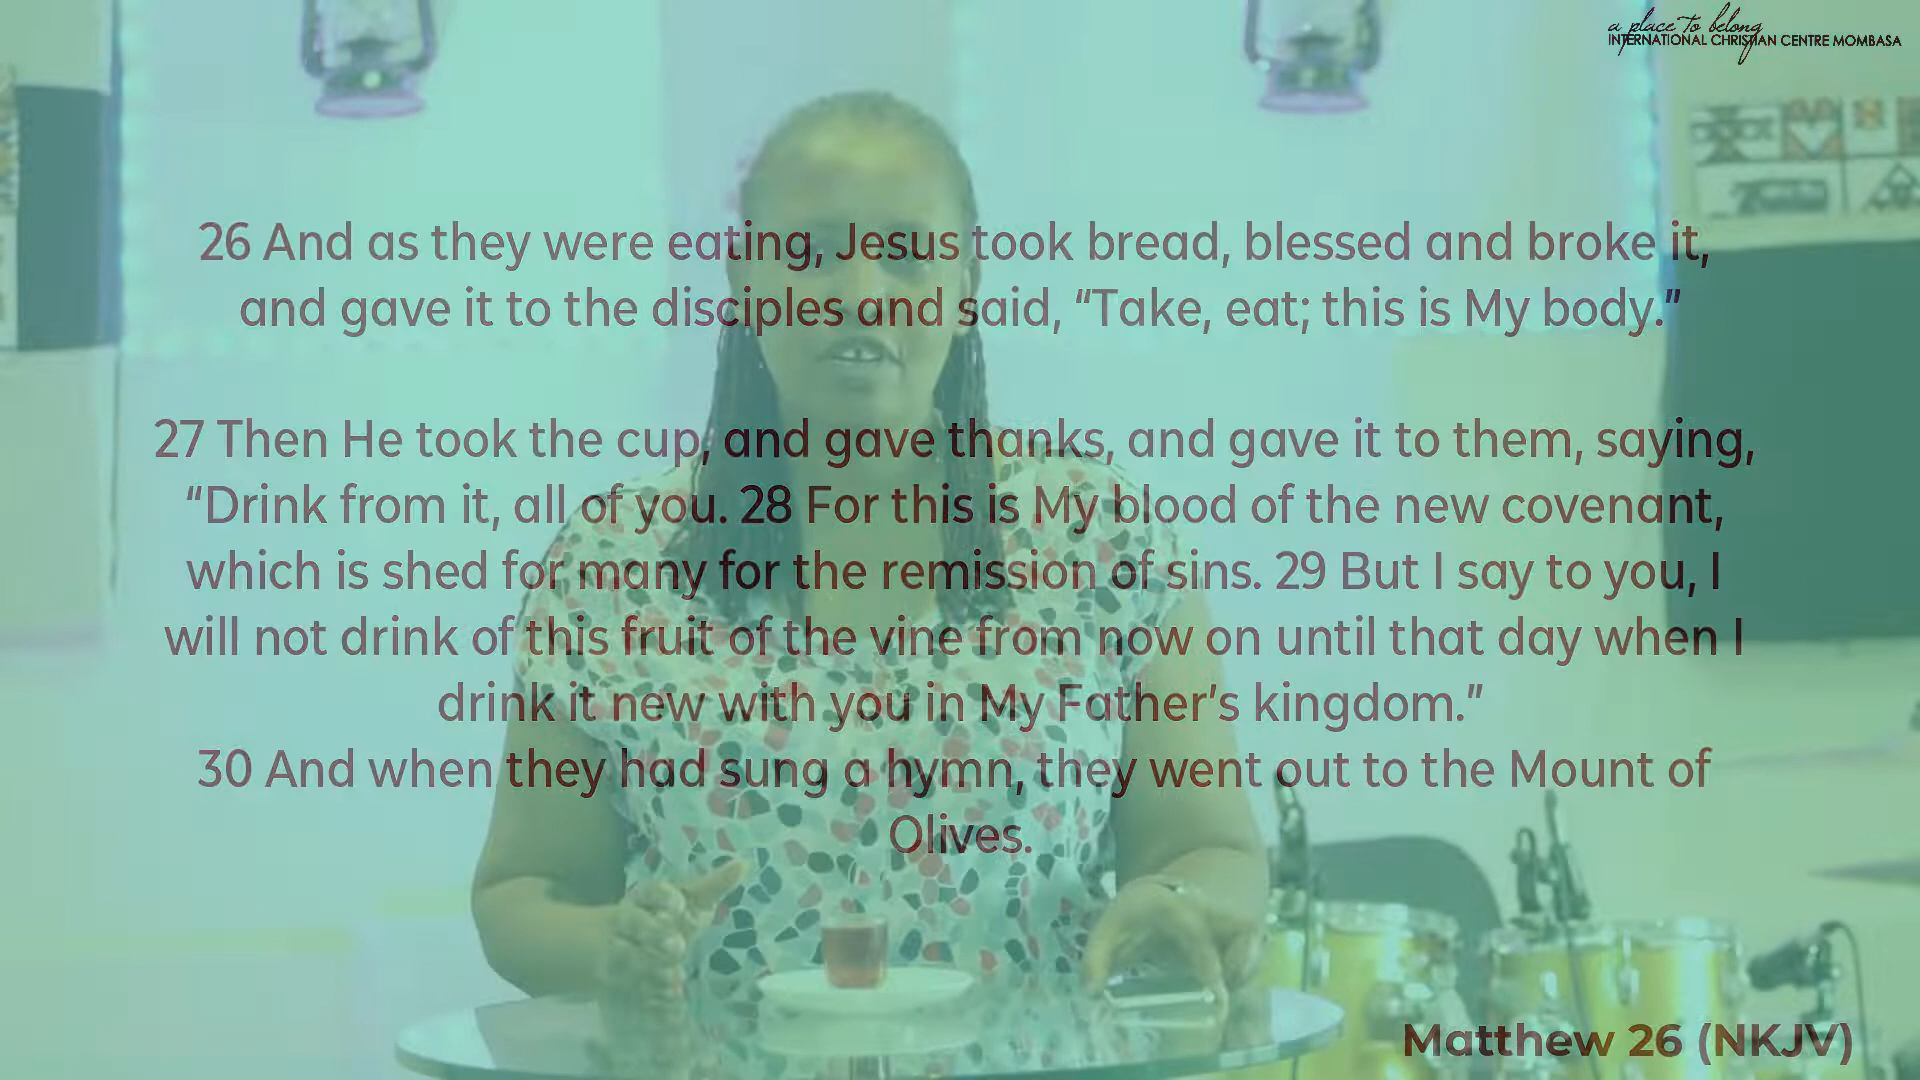 a place to belong
INTERNATIONAL CHRISTIAN CENTRE MOMBASA
26 And as they were eating, Jesus took bread, blessed and broke it,
and gave it to the disciples and said, “Take, eat; this is My body.”
27 Then He took the cup, and gave thanks, and gave it to them, saying,
“Drink from it, all of you. 28 For this is My blood of the new covenant,
which is shed for many for the remission of sins. 29 But I say to you, I
will not drink of this fruit of the vine from now on until that day when I
drink it new with you in My Father’s kingdom.”
30 And when they had sung a hymn, they went out to the Mount of
Olives.
Matthew 26 (NKJV)